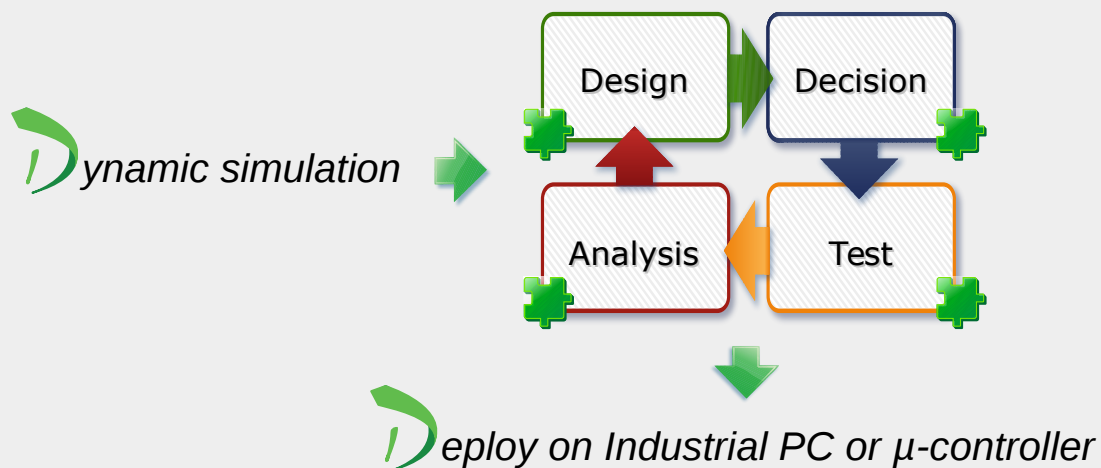 Design
Decision
Dynamic simulation
Analysis
Test
Deploy on Industrial PC or µ-controller